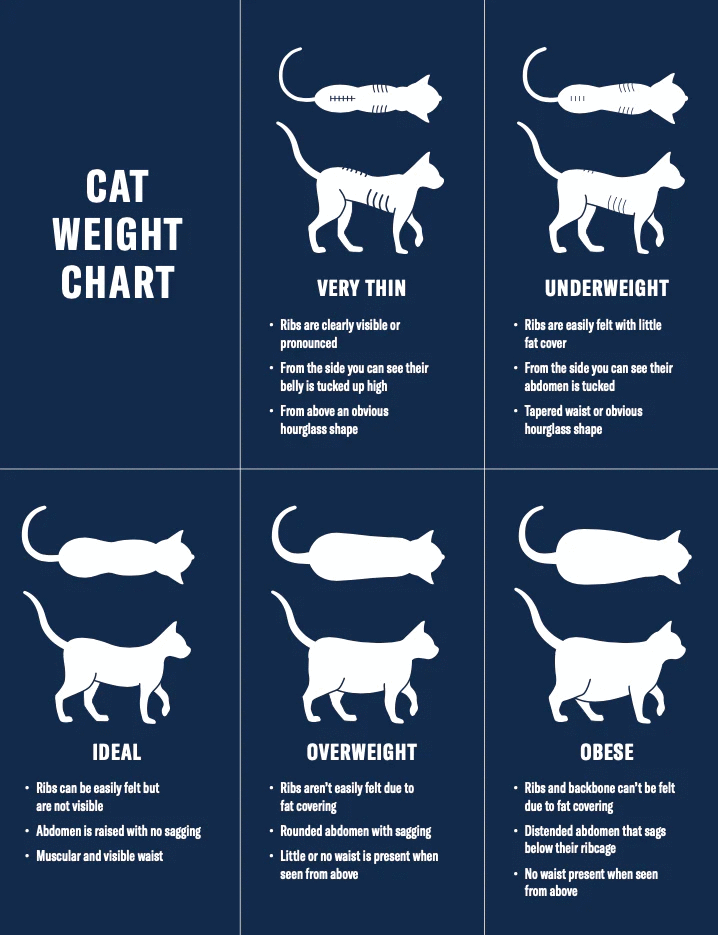 CAT
WEIGHT
CHART
VERY THIN
• Ribs are clearly visible or
pronounced
• From the side you can see their
belly is tucked up high
• From above an obvious
hourglass shape
UNDERWEIGHT
• Ribs are easily felt with little
fat cover
• From the side you can see their
abdomen is tucked
• Tapered waist or obvious
hourglass shape
IDEAL
• Ribs can be easily felt but
are not visible
• Abdomen is raised with no sagging
• Muscular and visible waist
OVERWEIGHT
• Ribs aren't easily felt due to
fat covering
• Rounded abdomen with sagging
• Little or no waist is present when
seen from above
OBESE
• Ribs and backbone can't be felt
due to fat covering
• Distended abdomen that sags
below their ribcage
• No waist present when seen
from above